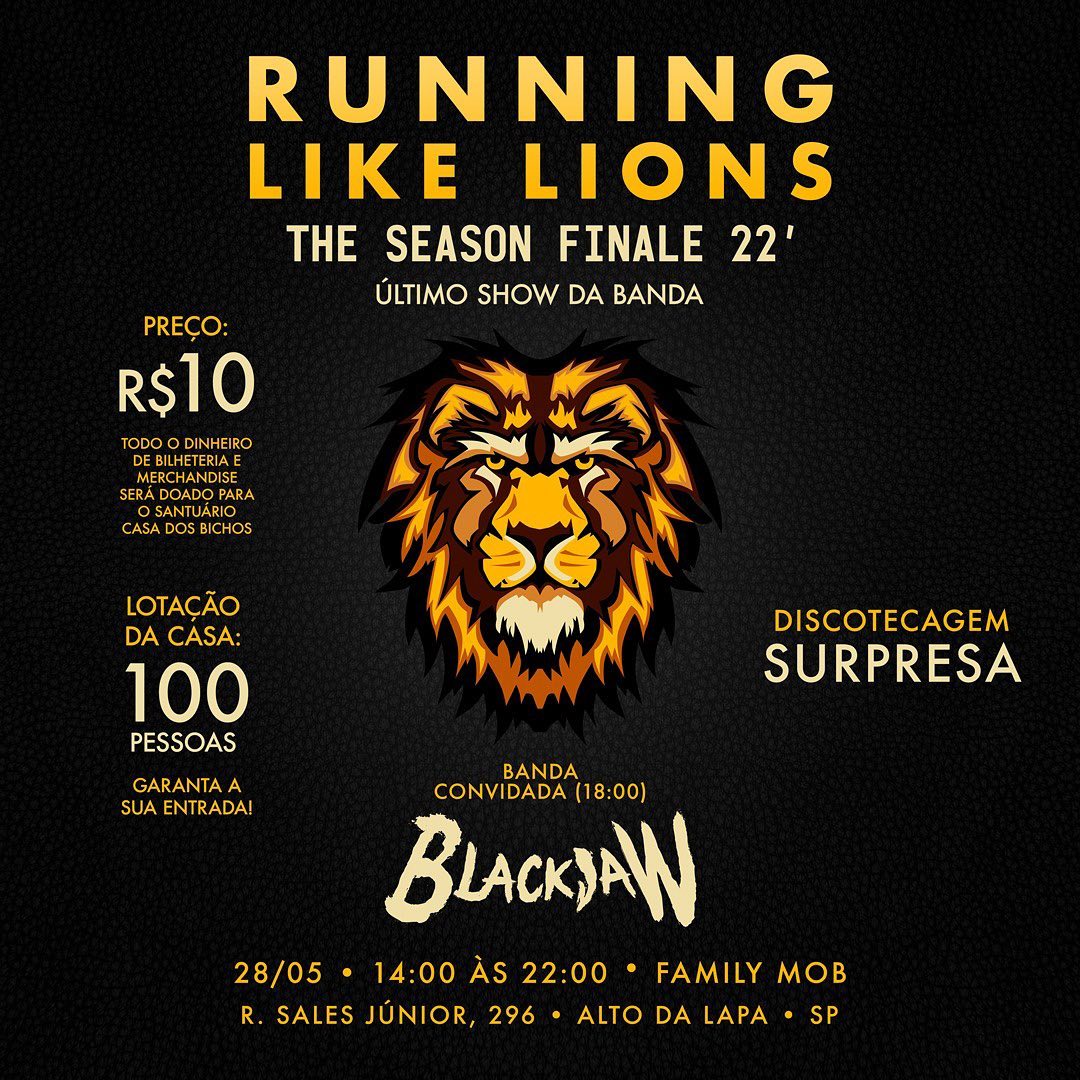 RUNNING
LIKE LIONS
THE SEASON FINALE 22'
ÚLTIMO SHOW DA BANDA
PREÇO:
R$10
TODO O DINHEIRO
DE BILHETERIA E
MERCHANDISE
SERÁ DOADO PARA
O SANTUÁRIO
CASA DOS BICHOS
LOTAÇÃO
DA CASA:
100
PESSOAS
GARANTA A
SUA ENTRADA!
DISCOTECAGEM
SURPRESA
BANDA
CONVIDADA (18:00)
BLACKJAW
28/05 • 14:00 ÀS 22:00 • FAMILY MOB
R. SALES JÚNIOR, 296 • ALTO DA LAPA • SP